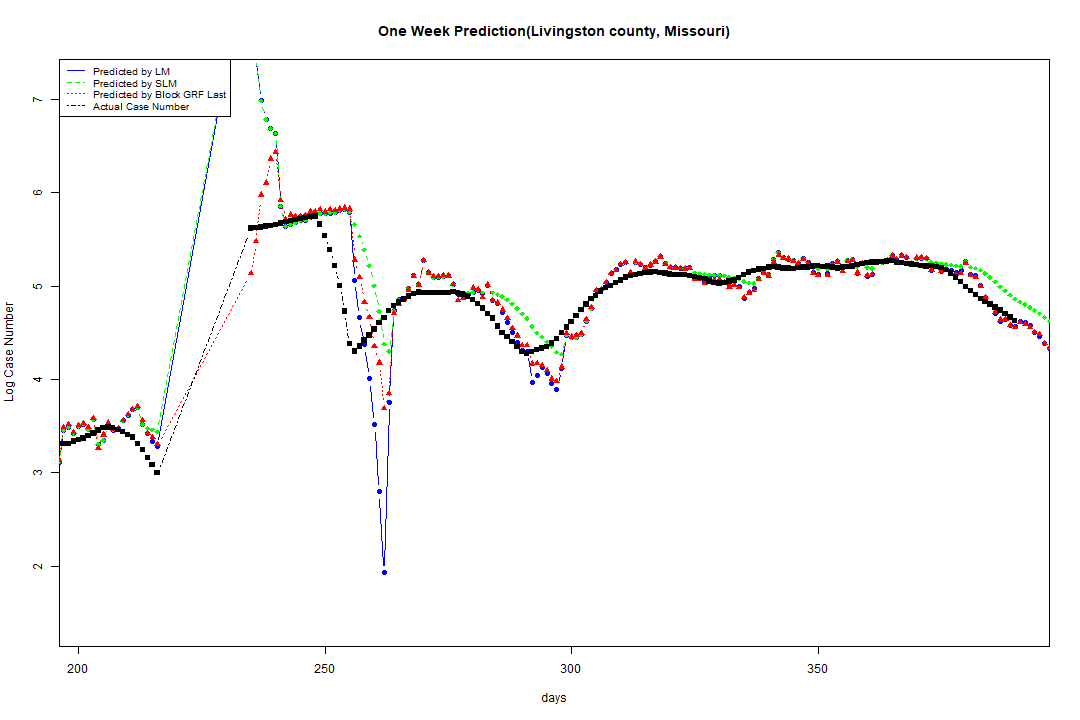 One Week Prediction(Livingston county, Missouri)
Predicted by LM
Predicted by SLM
Predicted by Block GRF Last
Actual Case Number
7
6
5
4
3
2
Log Case Number
200 250 300 350
days